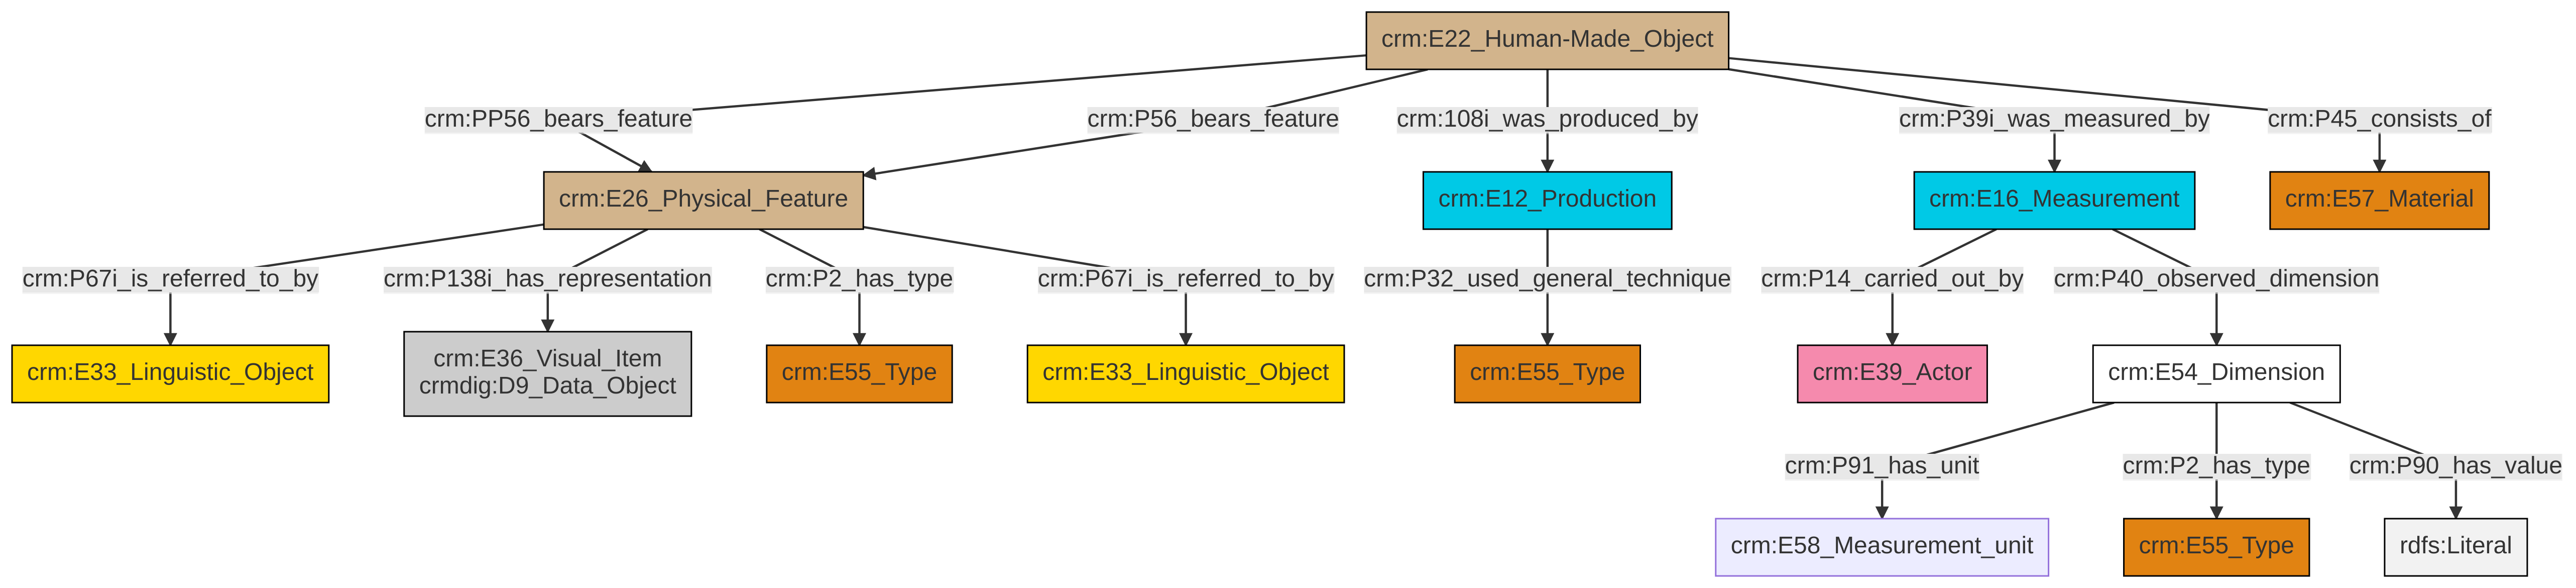 crm:E22_Human-Made_Object
crm:PP56_bears_feature
crm:P56_bears_feature
crm:108i_was_produced_by
crm:P39i_was_measured_by
crm:P45_consists_of
crm:E26_Physical_Feature
crm:E12_Production
crm:E16_Measurement
crm:E57_Material
crm:P67i_is_referred_to_by
crm:P138i_has_representation
crm:P2_has_type
crm:P67i_is_referred_to_by
crm:P32_used_general_technique
crm:P14_carried_out_by
crm:P40_observed_dimension
crm:E33_Linguistic_Object
crm:E36_Visual_Item
crmdig:D9_Data_Object
crm:E55_Type
crm:E33_Linguistic_Object
crm:E55_Type
crm:E39_Actor
crm:E54_Dimension
crm:P91_has_unit
crm:P2_has_type
crm:P90_has_value
crm:E58_Measurement_unit
crm:E55_Type
rdfs:Literal